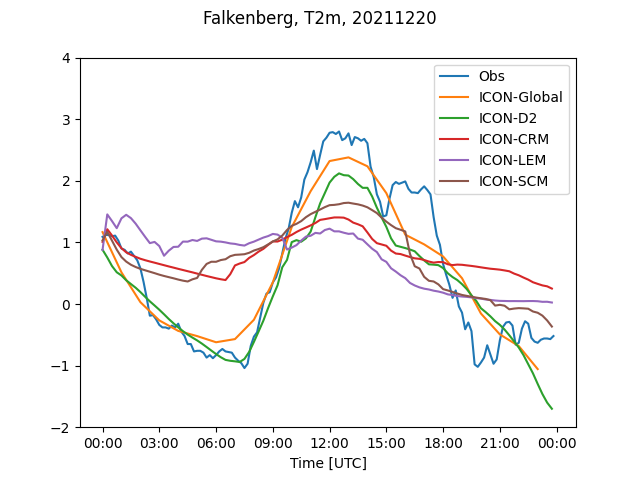 Falkenberg, T2m, 20211220
4
3
2
1
0
−1
−2
Obs
ICON-Global
ICON-D2
ICON-CRM
ICON-LEM
ICON-SCM
00:00 03:00 06:00 09:00 12:00 15:00 18:00 21:00 00:00
Time [UTC]